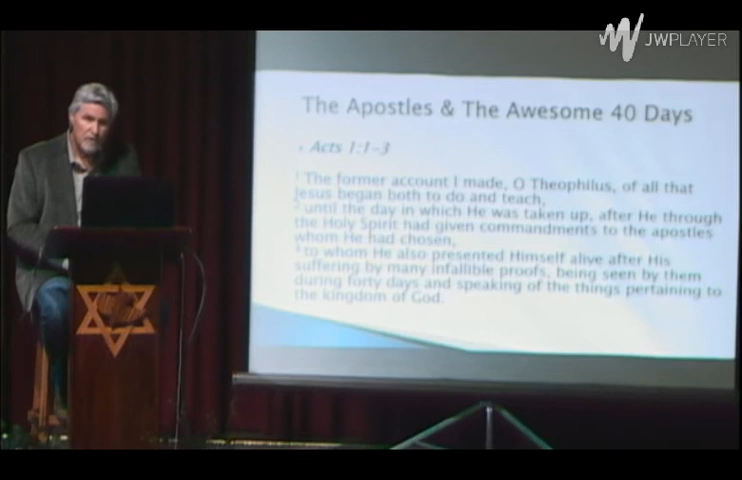 JWPLAYER
The Apostles & The Awesome 40 Days
Acts 1:1-3
1 The former account I made, O Theophilus, of all that
Jesus began both to do and teach,
2 until the day in which He was taken up, after He through
the Holy Spirit had given commandments to the apostles
whom He had chosen,
3 to whom He also presented Himself alive after His
suffering by many infallible proofs, being seen by them
during forty days and speaking of the things pertaining to
the kingdom of God.